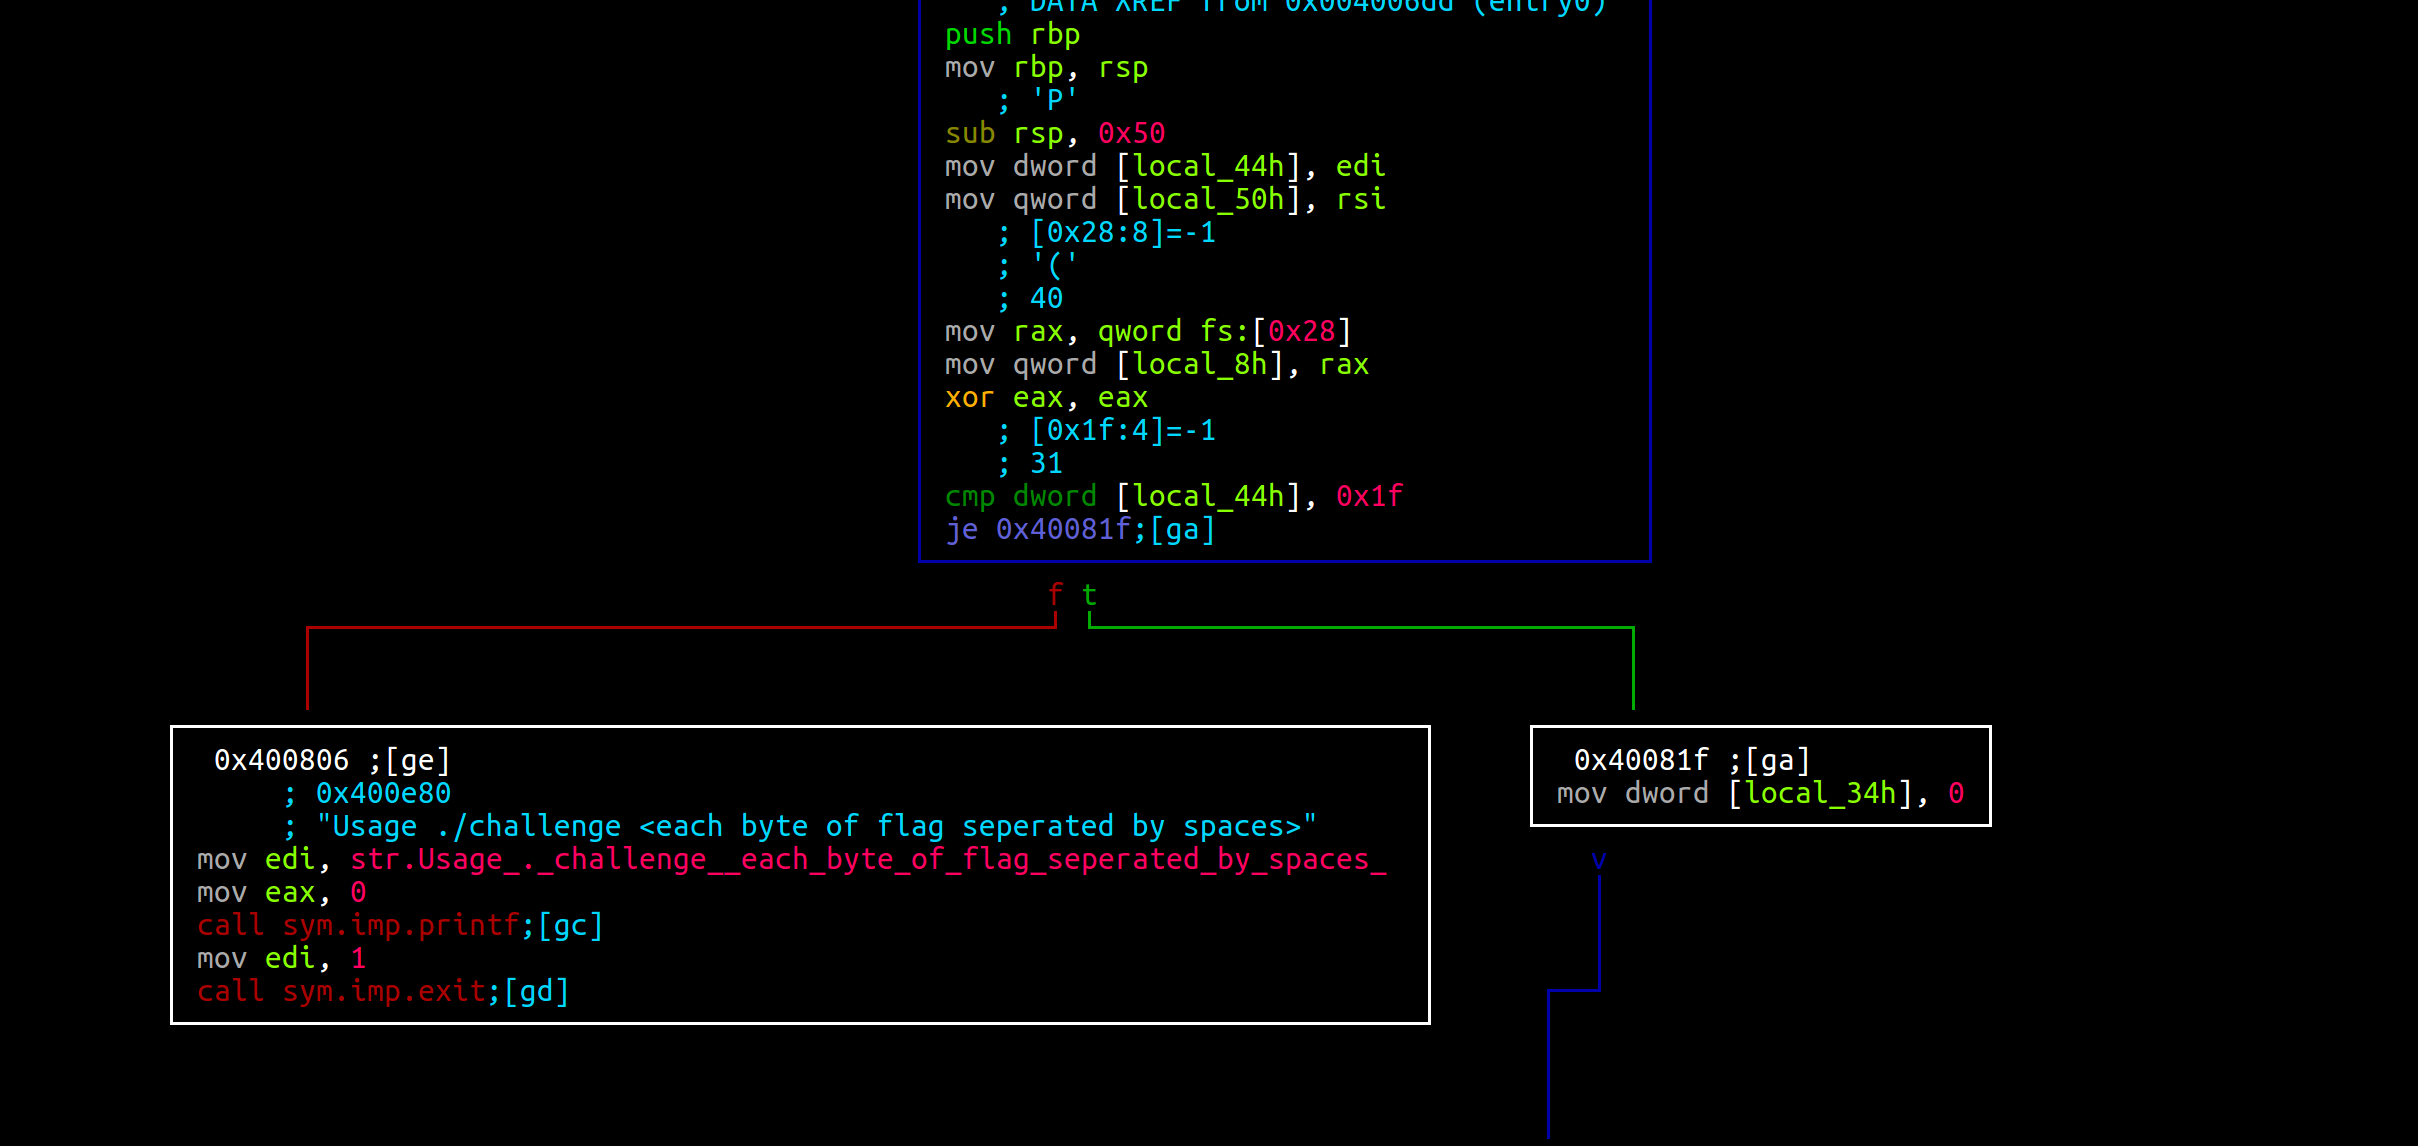 ; DATA XREF from 0x004006dd (entry0)
push rbp
mov rbp, rsp
; 'P'
sub rsp, 0x50
mov dword [local_44h], edi
mov qword [local_50h], rsi
; [0x28:8]=-1
; '('
; 40
mov rax, qword fs:[0x28]
mov qword [local_8h], rax
xor eax, eax
; [0x1f:4]=-1
; 31
cmp dword [local_44h], 0x1f
je 0x40081f;[ga]
f t
0x400806 ;[ge]
; 0x400e80
; "Usage ./challenge <each byte of flag seperated by spaces>"
mov edi, str.Usage_._challenge__each_byte_of_flag_seperated_by_spaces_
mov eax, 0
call sym.imp.printf;[gc]
mov edi, 1
call sym.imp.exit;[gd]
0x40081f ;[ga]
mov dword [local_34h], 0
v